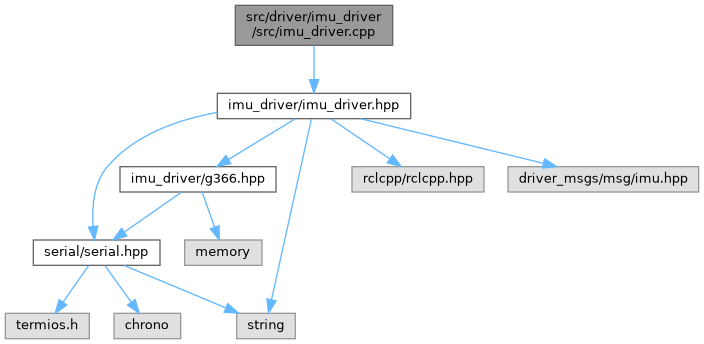 src/driver/imu_driver
/src/imu_driver.cpp
imu_driver/imu_driver.hpp
imu_driver/g366.hpp
rclcpp/rclcpp.hpp
driver_msgs/msg/imu.hpp
serial/serial.hpp
memory
termios.h
chrono
string